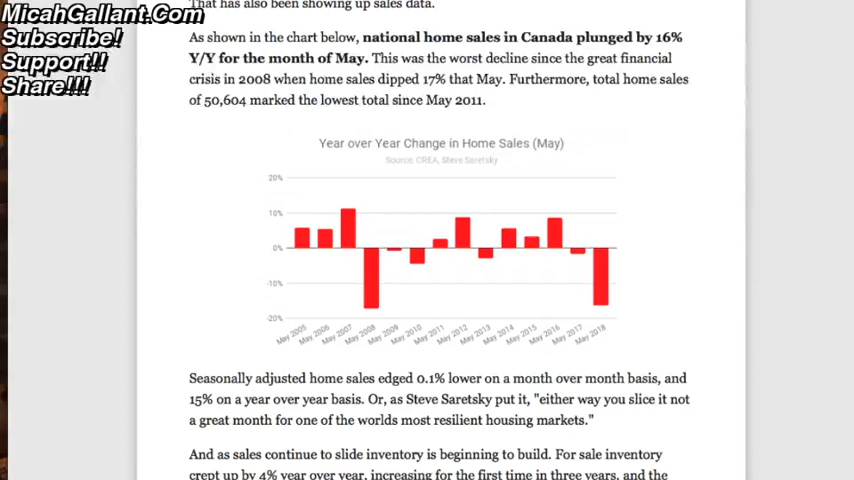 That has also been showing up sales data.
MicahGallant.Com
Subscribe!
Support!!
Share!!!
As shown in the chart below, national home sales in Canada plunged by 16%
Y/Y for the month of May. This was the worst decline since the great financial
crisis in 2008 when home sales dipped 17% that May. Furthermore, total home sales
of 50,604 marked the lowest total since May 2011.
Year over Year Change in Home Sales (May)
Source: CREA, Steve Saretsky
20%
10%
0%
-10%
-20%
May 2005
May 2006
May 2007
May 2008
May 2009
May 2010
May 2011
May 2012
May 2013
May 2014
May 2015
May 2016
May 2017
May 2018
Seasonally adjusted home sales edged 0.1% lower on a month over month basis, and
15% on a year over year basis. Or, as Steve Saretsky put it, "either way you slice it not
a great month for one of the worlds most resilient housing markets."
And as sales continue to slide inventory is beginning to build. For sale inventory
crept up by 4% year over year, increasing for the first time in three years, and the